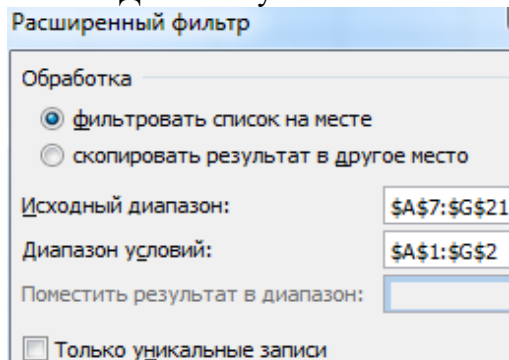 Расширенный фильтр
Обработка
фильтровать список на месте
скопировать результат в другое место
Исходный диапазон: $A$7:$G$21
Диапазон условий: $A$1:$G$2
Поместить результат в диапазон:
Только уникальные записи